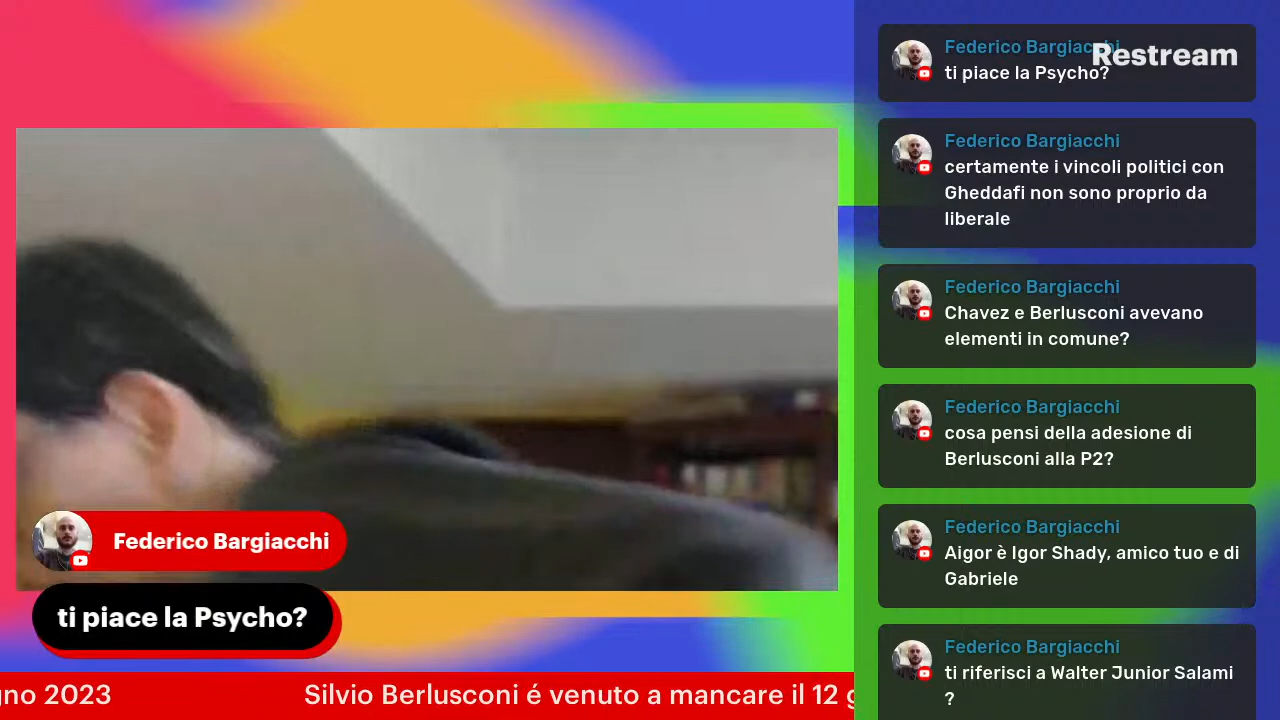 Federico Bargiacchi
ti piace la Psycho?
gno 2023
Silvio Berlusconi é venuto a mancare il 12 g
Restream
Federico Bargiacchi
ti piace la Psycho?
Federico Bargiacchi
certamente i vincoli politici con
Gheddafi non sono proprio da
liberale
Federico Bargiacchi
Chavez e Berlusconi avevano
elementi in comune?
Federico Bargiacchi
cosa pensi della adesione di
Berlusconi alla P2?
Federico Bargiacchi
Aigor è Igor Shady, amico tuo e di
Gabriele
Federico Bargiacchi
ti riferisci a Walter Junior Salami
?